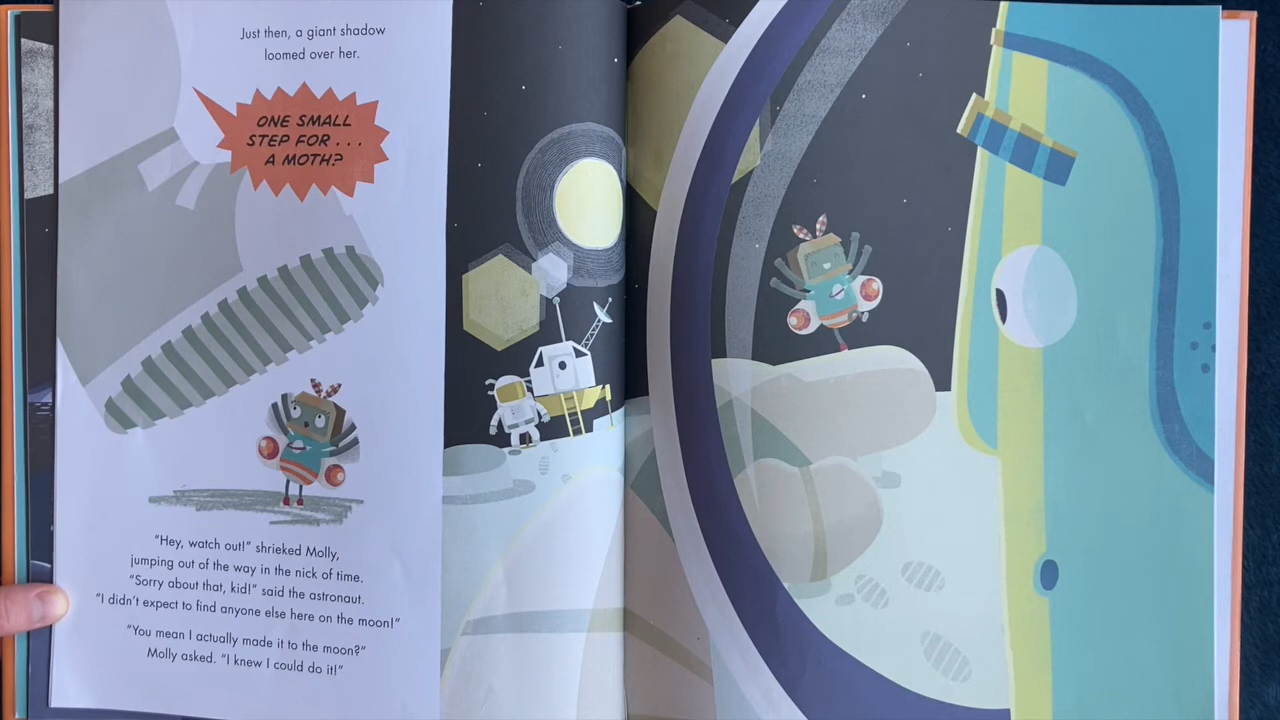 Just then, a giant shadow
loomed over her.
ONE SMALL
STEP FOR . . .
A MOTH?
“Hey, watch out!” shrieked Molly,
jumping out of the way in the nick of time.
“Sorry about that, kid!” said the astronaut.
“I didn’t expect to find anyone else here on the moon!”
“You mean I actually made it to the moon?”
Molly asked. “I knew I could do it!”